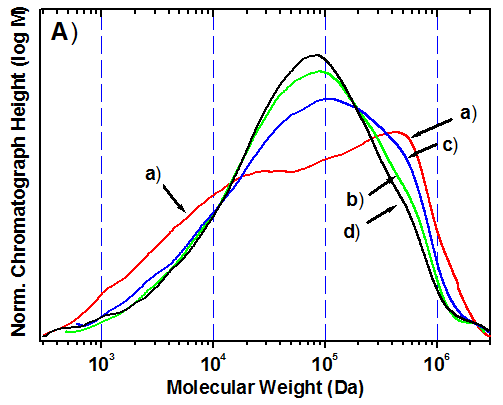 A)
a)
c)
a)
b)
d)
Norm. Chromatograph Height (log M)
10³ 10⁴ 10⁵ 10⁶
Molecular Weight (Da)